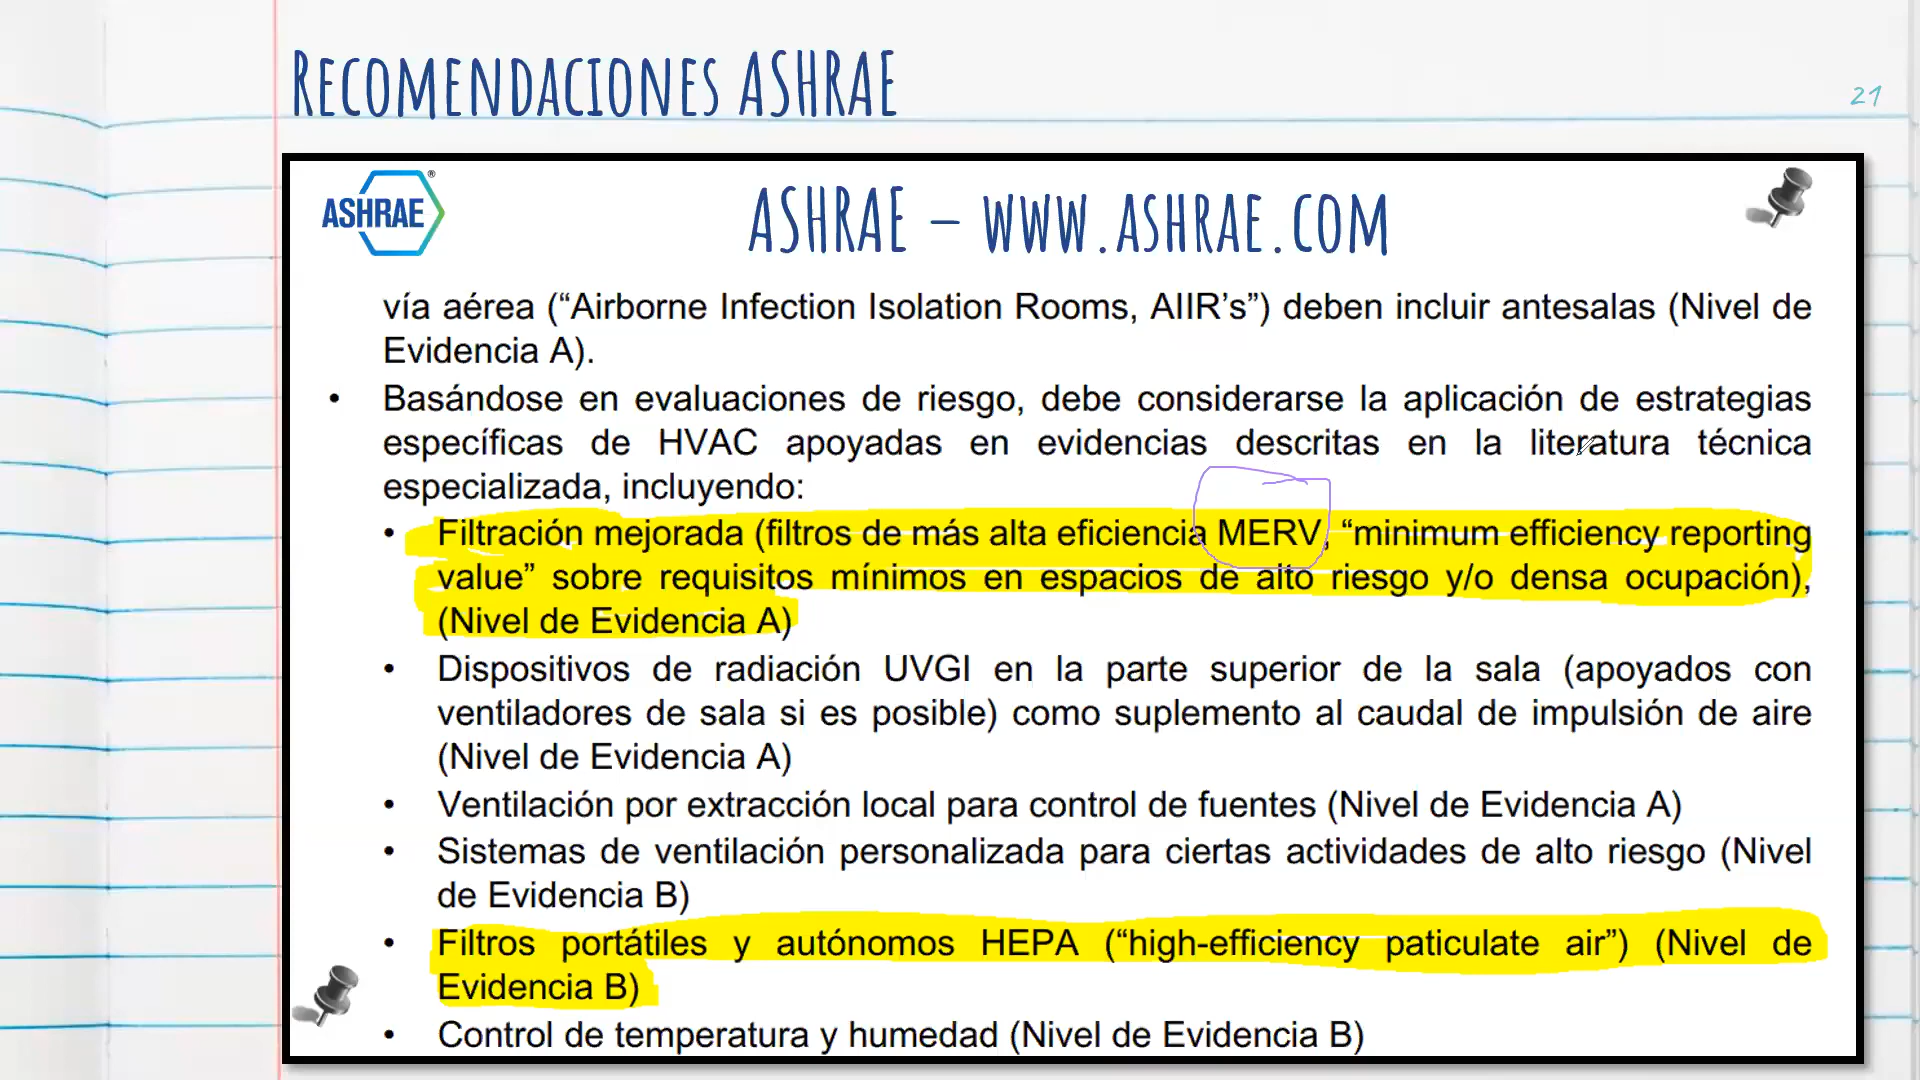 RECOMENDACIONES ASHRAE
21
ASHRAE®
ASHRAE – WWW.ASHRAE.COM
vía aérea (“Airborne Infection Isolation Rooms, AIIR’s”) deben incluir antesalas (Nivel de
Evidencia A).
• Basándose en evaluaciones de riesgo, debe considerarse la aplicación de estrategias
específicas de HVAC apoyadas en evidencias descritas en la literatura técnica
especializada, incluyendo:
• Filtración mejorada (filtros de más alta eficiencia MERV, “minimum efficiency reporting
value” sobre requisitos mínimos en espacios de alto riesgo y/o densa ocupación),
(Nivel de Evidencia A)
• Dispositivos de radiación UVGI en la parte superior de la sala (apoyados con
ventiladores de sala si es posible) como suplemento al caudal de impulsión de aire
(Nivel de Evidencia A)
• Ventilación por extracción local para control de fuentes (Nivel de Evidencia A)
• Sistemas de ventilación personalizada para ciertas actividades de alto riesgo (Nivel
de Evidencia B)
• Filtros portátiles y autónomos HEPA (“high-efficiency paticulate air”) (Nivel de
Evidencia B)
• Control de temperatura y humedad (Nivel de Evidencia B)